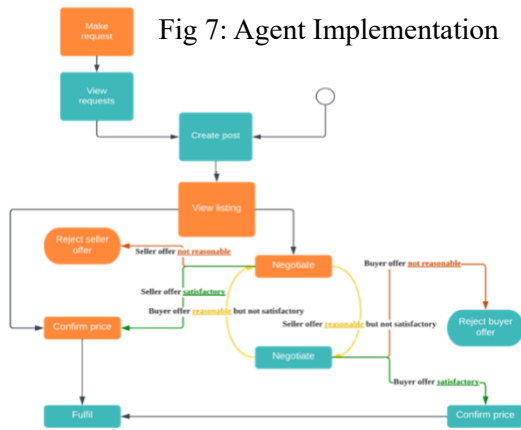 Fig 7: Agent Implementation
Make
request
View
requests
Create post
View listing
Reject seller
offer
Seller offer not reasonable
Negotiate
Buyer offer not reasonable
Seller offer satisfactory
Buyer offer reasonable but not satisfactory
Seller offer reasonable but not satisfactory
Confirm price
Reject buyer
offer
Negotiate
Buyer offer satisfactory
Fulfil
Confirm price